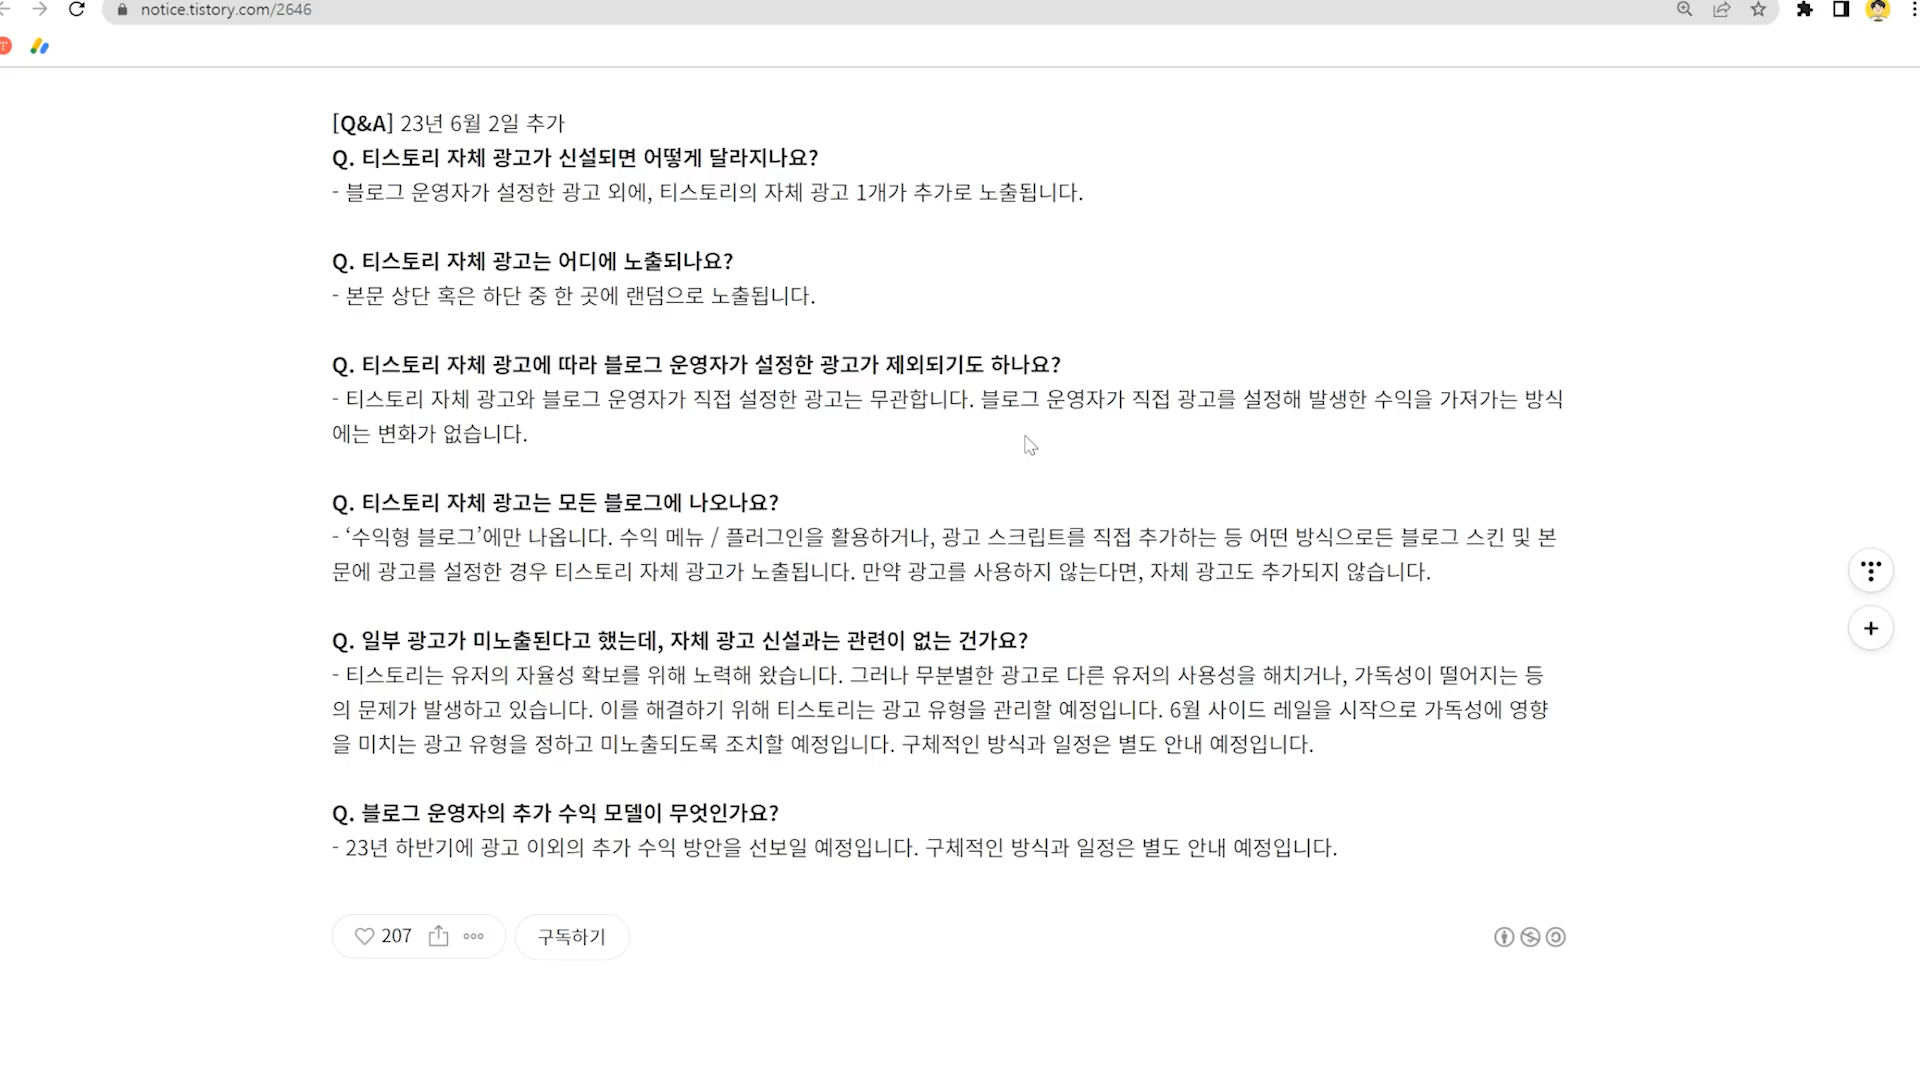 notice.tistory.com/2646
[Q&A] 23년 6월 2일 추가
Q. 티스토리 자체 광고가 신설되면 어떻게 달라지나요?
- 블로그 운영자가 설정한 광고 외에, 티스토리의 자체 광고 1개가 추가로 노출됩니다.
Q. 티스토리 자체 광고는 어디에 노출되나요?
- 본문 상단 혹은 하단 중 한 곳에 랜덤으로 노출됩니다.
Q. 티스토리 자체 광고에 따라 블로그 운영자가 설정한 광고가 제외되기도 하나요?
- 티스토리 자체 광고와 블로그 운영자가 직접 설정한 광고는 무관합니다. 블로그 운영자가 직접 광고를 설정해 발생한 수익을 가져가는 방식
에는 변화가 없습니다.
Q. 티스토리 자체 광고는 모든 블로그에 나오나요?
- ‘수익형 블로그’에만 나옵니다. 수익 메뉴 / 플러그인을 활용하거나, 광고 스크립트를 직접 추가하는 등 어떤 방식으로든 블로그 스킨 및 본
문에 광고를 설정한 경우 티스토리 자체 광고가 노출됩니다. 만약 광고를 사용하지 않는다면, 자체 광고도 추가되지 않습니다.
Q. 일부 광고가 미노출된다고 했는데, 자체 광고 신설과는 관련이 없는 건가요?
- 티스토리는 유저의 자율성 확보를 위해 노력해 왔습니다. 그러나 무분별한 광고로 다른 유저의 사용성을 해치거나, 가독성이 떨어지는 등
의 문제가 발생하고 있습니다. 이를 해결하기 위해 티스토리는 광고 유형을 관리할 예정입니다. 6월 사이드 레일을 시작으로 가독성에 영향
을 미치는 광고 유형을 정하고 미노출되도록 조치할 예정입니다. 구체적인 방식과 일정은 별도 안내 예정입니다.
Q. 블로그 운영자의 추가 수익 모델이 무엇인가요?
- 23년 하반기에 광고 이외의 추가 수익 방안을 선보일 예정입니다. 구체적인 방식과 일정은 별도 안내 예정입니다.
207
구독하기